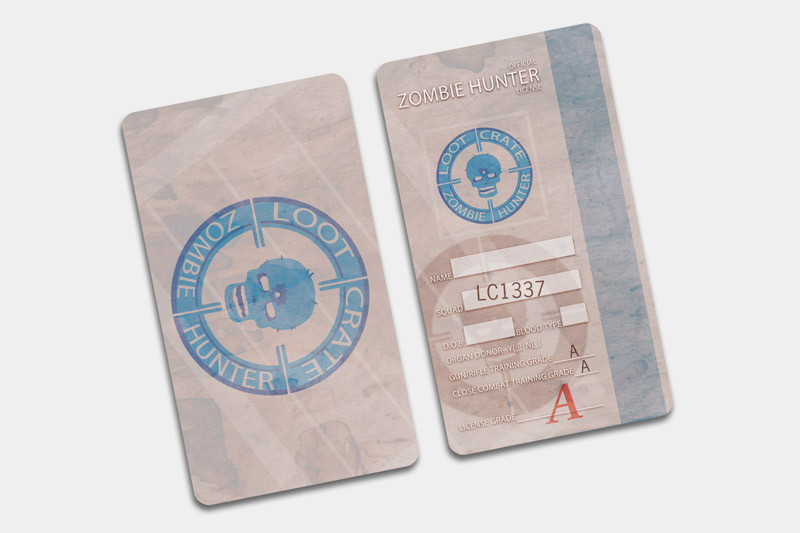 LOOT CRATE
ZOMBIE HUNTER
OFFICIAL
ZOMBIE HUNTER
LICENSE
LOOT CRATE
ZOMBIE HUNTER
NAME
SQUAD LC1337
D.O.B. BLOOD TYPE
ORGAN DONOR - Y[_] N[_]
GUN/RIFLE TRAINING GRADE A
CLOSE COMBAT TRAINING GRADE A
LICENSE GRADE A